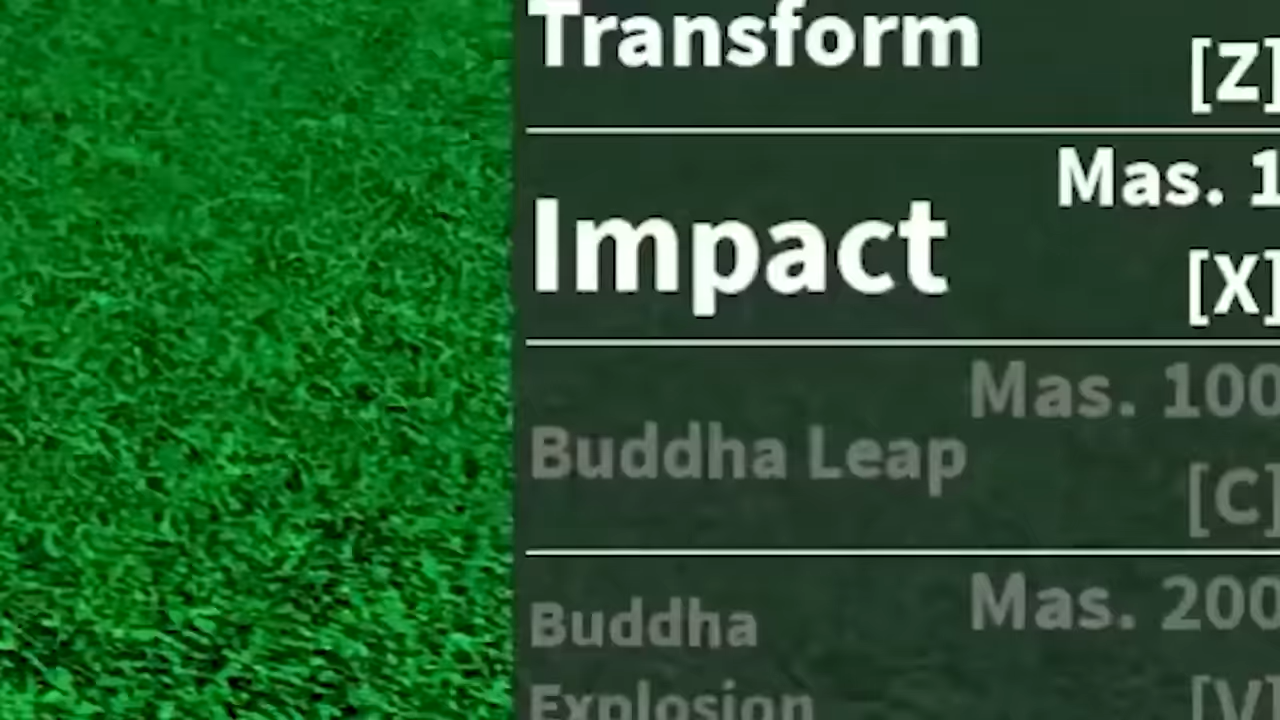 Transform
[Z]
Mas. 1
Impact
[X]
Mas. 100
Buddha Leap
[C]
Mas. 200
Buddha
Explosion
[V]